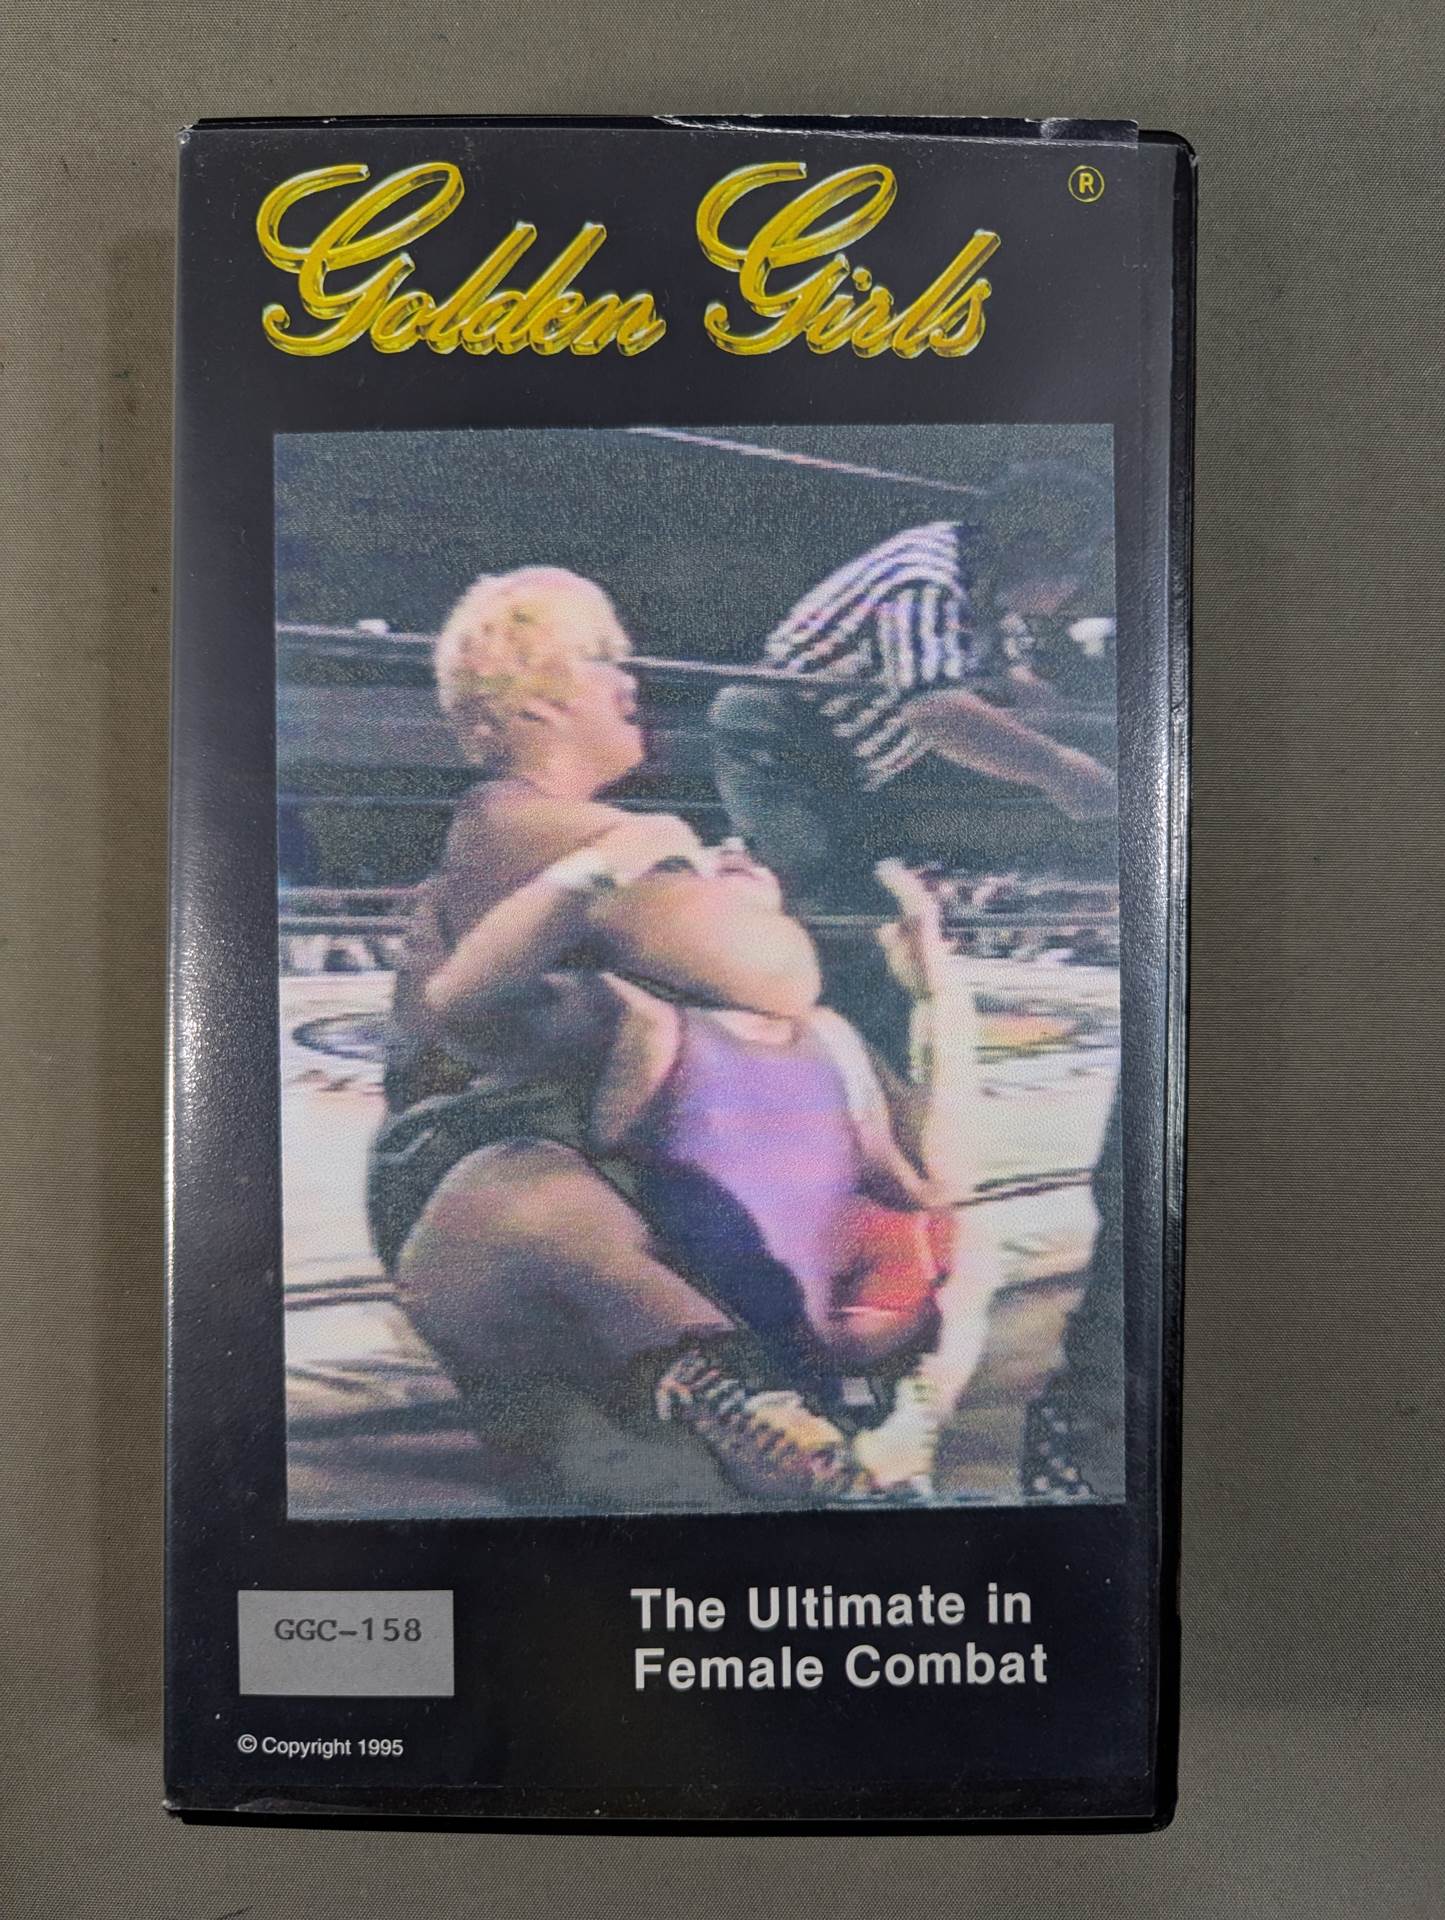 Golden Girls ®
The Ultimate in
Female Combat
GGC-158
© Copyright 1995